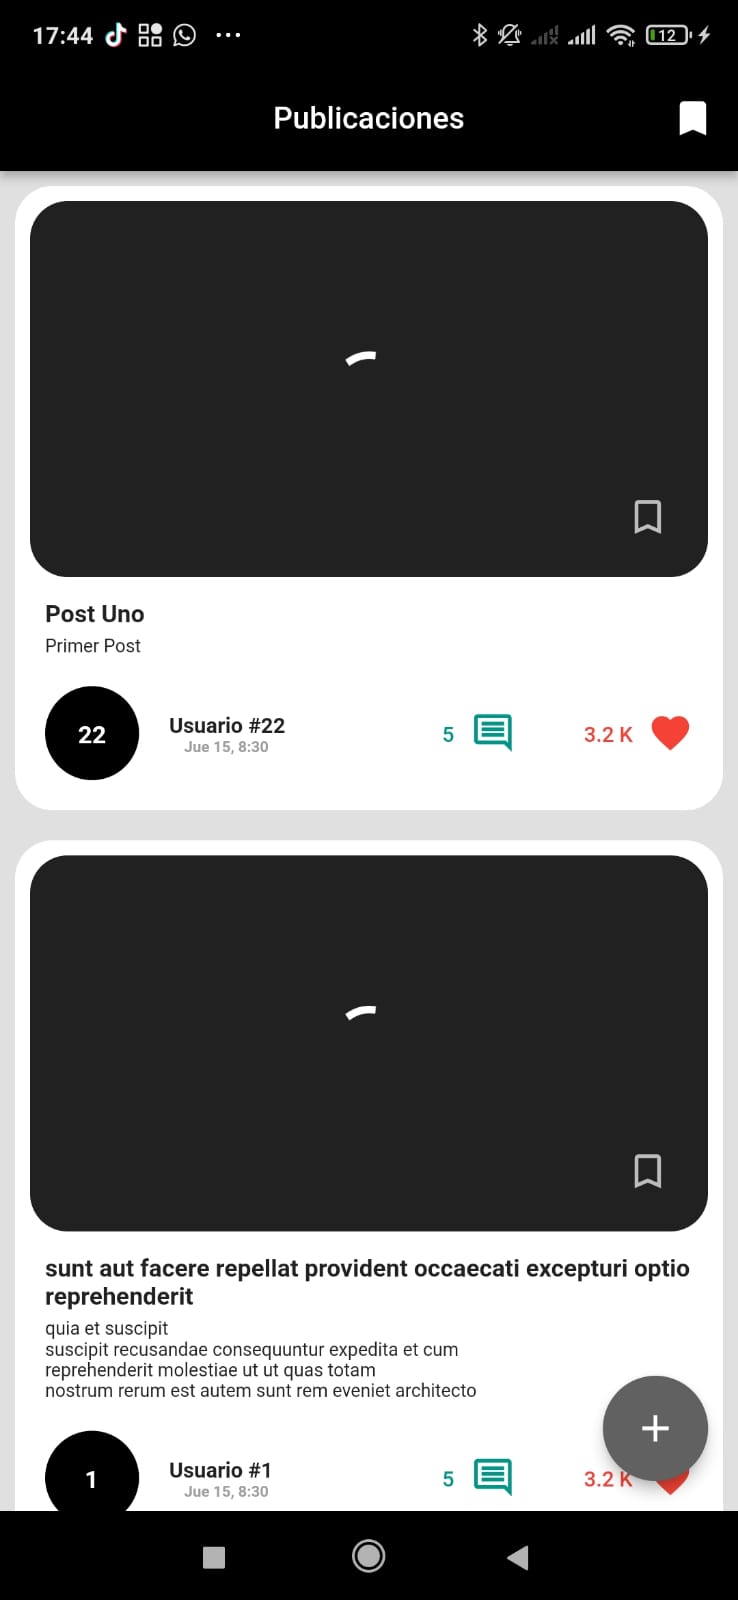 17:44
12
Publicaciones
Post Uno
Primer Post
22
Usuario #22
Jue 15, 8:30
5
3.2 K
sunt aut facere repellat provident occaecati excepturi optio
reprehenderit
quia et suscipit
suscipit recusandae consequuntur expedita et cum
reprehenderit molestiae ut ut quas totam
nostrum rerum est autem sunt rem eveniet architecto
1
Usuario #1
Jue 15, 8:30
5
3.2 K